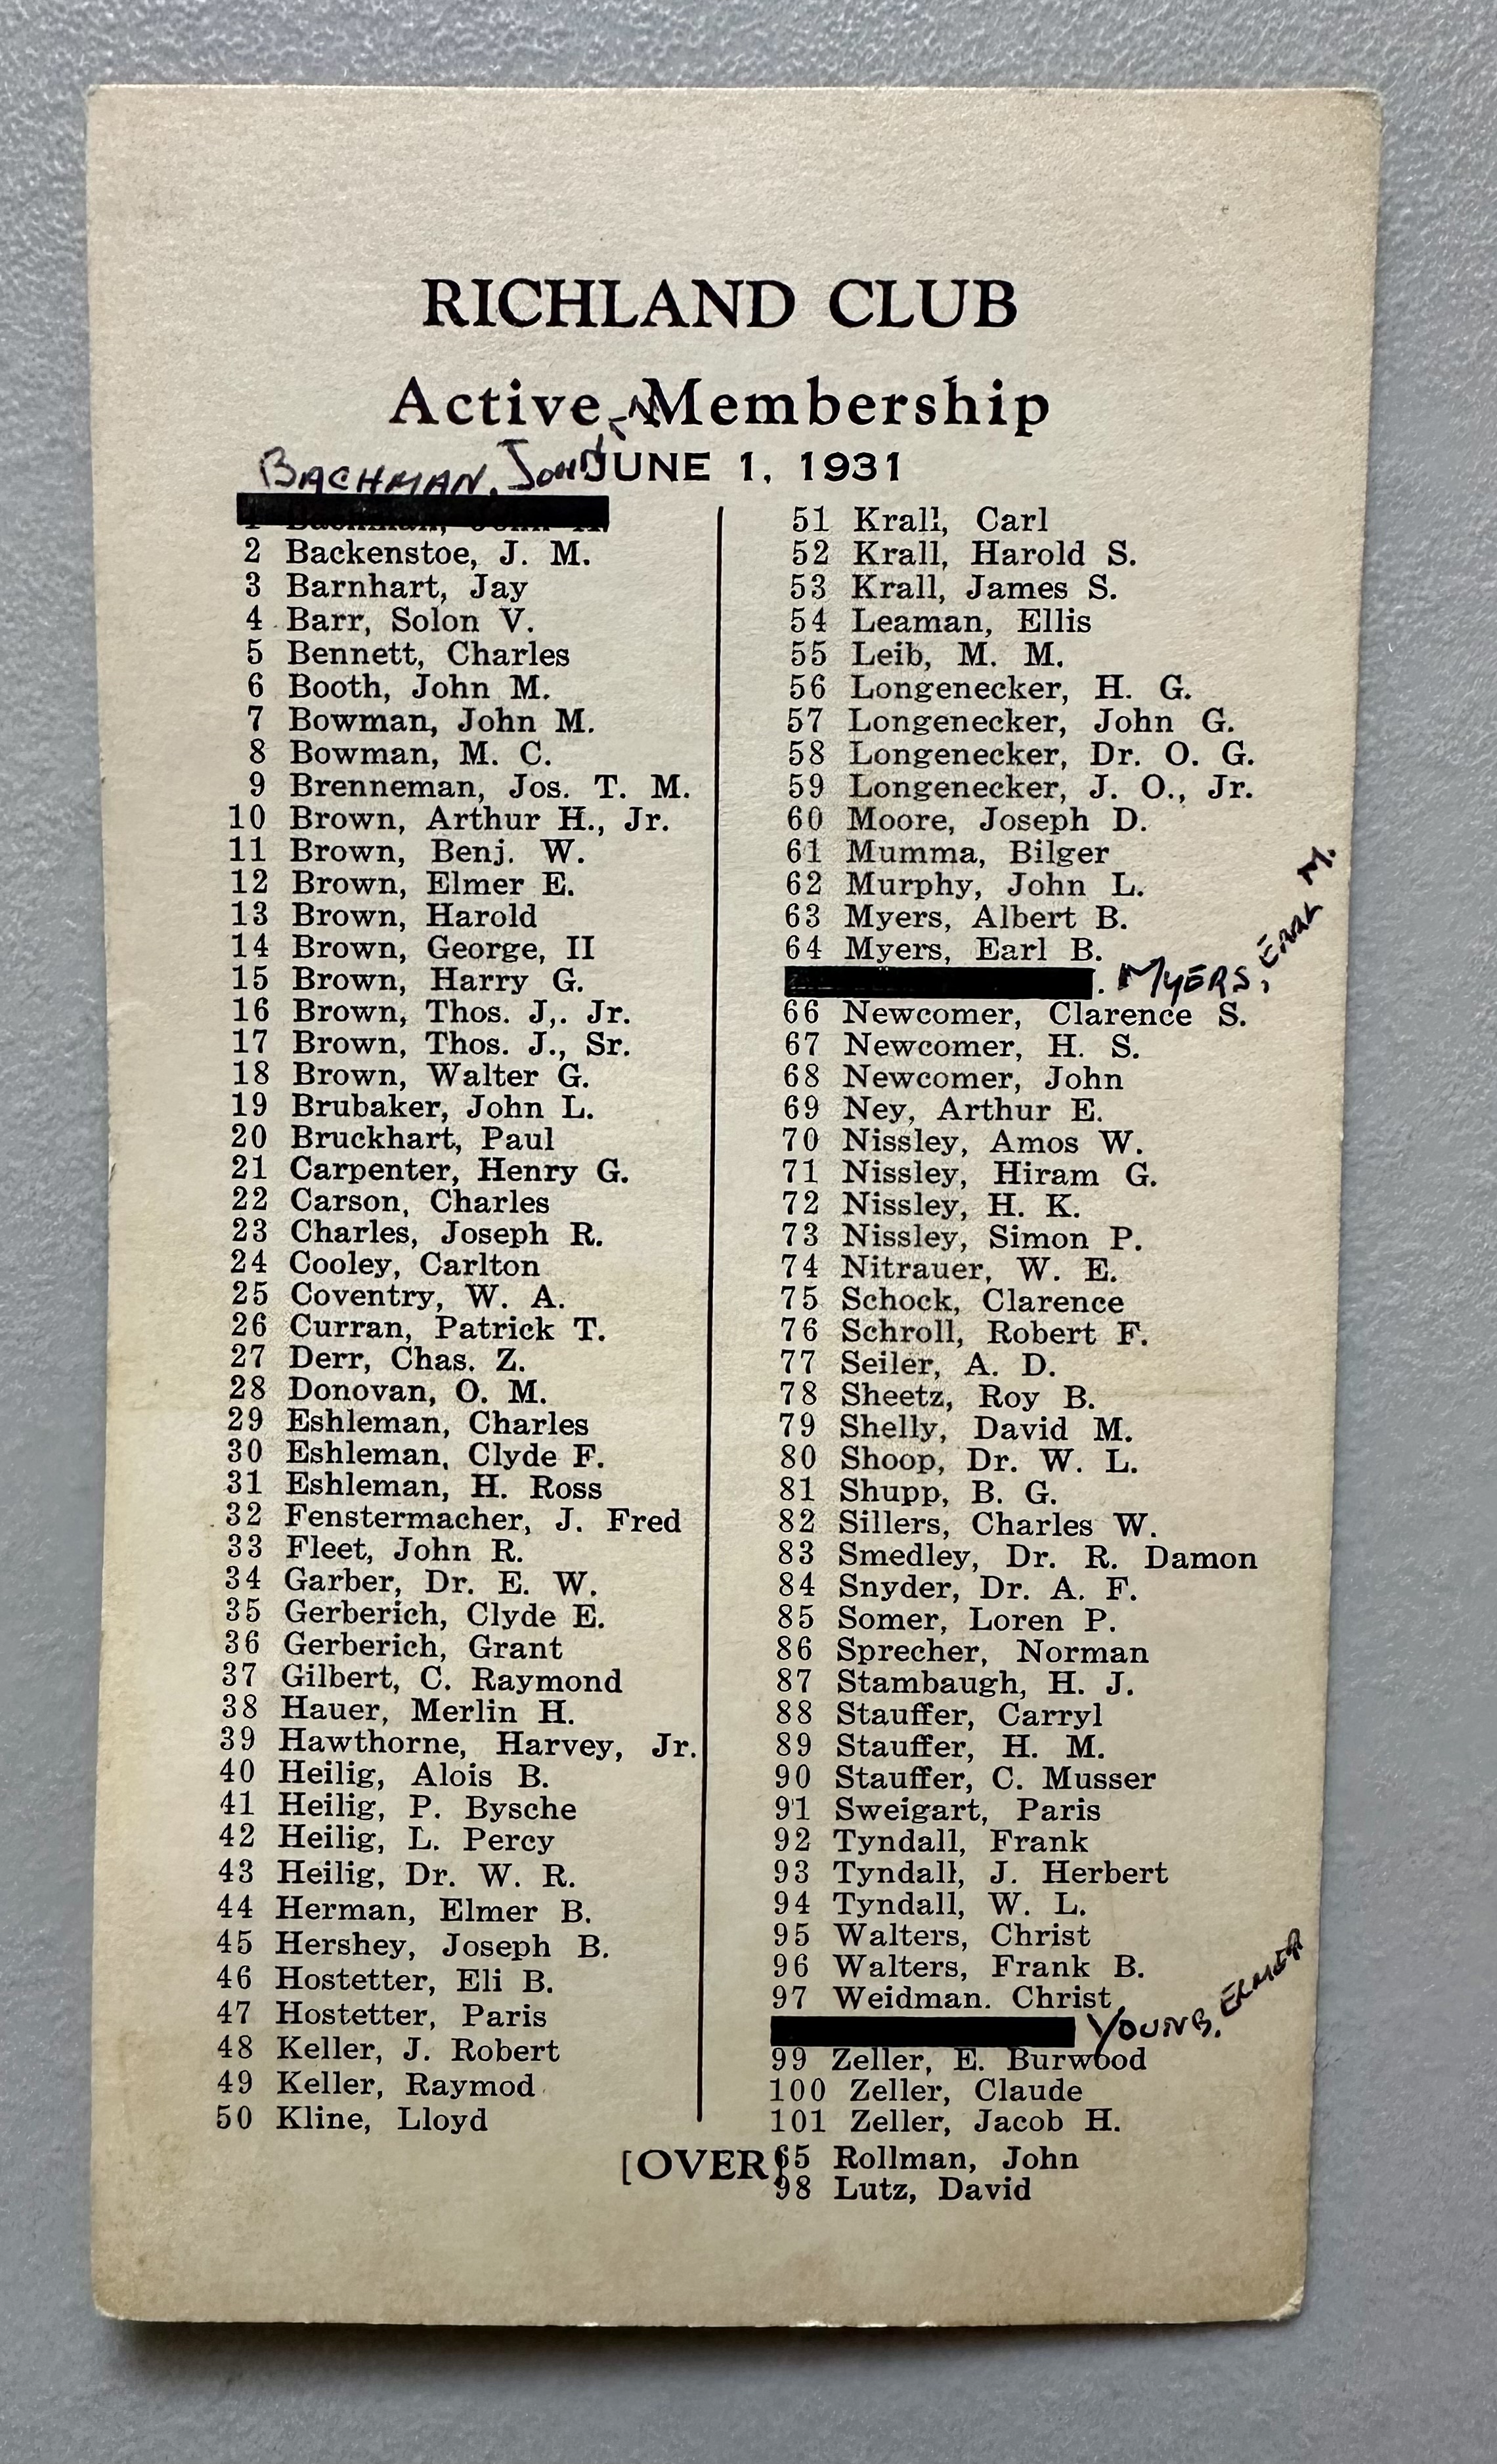 RICHLAND CLUB
Active Membership
JUNE 1, 1931
BACHMAN, JOHN N
1 Bachman, John
2 Backenstoe, J. M.
3 Barnhart, Jay
4 Barr, Solon V.
5 Bennett, Charles
6 Booth, John M.
7 Bowman, John M.
8 Bowman, M. C.
9 Brenneman, Jos. T. M.
10 Brown, Arthur H., Jr.
11 Brown, Benj. W.
12 Brown, Elmer E.
13 Brown, Harold
14 Brown, George, II
15 Brown, Harry G.
16 Brown, Thos. J,. Jr.
17 Brown, Thos. J., Sr.
18 Brown, Walter G.
19 Brubaker, John L.
20 Bruckhart, Paul
21 Carpenter, Henry G.
22 Carson, Charles
23 Charles, Joseph R.
24 Cooley, Carlton
25 Coventry, W. A.
26 Curran, Patrick T.
27 Derr, Chas. Z.
28 Donovan, O. M.
29 Eshleman, Charles
30 Eshleman, Clyde F.
31 Eshleman, H. Ross
32 Fenstermacher, J. Fred
33 Fleet, John R.
34 Garber, Dr. E. W.
35 Gerberich, Clyde E.
36 Gerberich, Grant
37 Gilbert, C. Raymond
38 Hauer, Merlin H.
39 Hawthorne, Harvey, Jr.
40 Heilig, Alois B.
41 Heilig, P. Bysche
42 Heilig, L. Percy
43 Heilig, Dr. W. R.
44 Herman, Elmer B.
45 Hershey, Joseph B.
46 Hostetter, Eli B.
47 Hostetter, Paris
48 Keller, J. Robert
49 Keller, Raymod
50 Kline, Lloyd
51 Krall, Carl
52 Krall, Harold S.
53 Krall, James S.
54 Leaman, Ellis
55 Leib, M. M.
56 Longenecker, H. G.
57 Longenecker, John G.
58 Longenecker, Dr. O. G.
59 Longenecker, J. O., Jr.
60 Moore, Joseph D.
61 Mumma, Bilger
62 Murphy, John L.
63 Myers, Albert B.
64 Myers, Earl B.
MYERS, EARL M.
66 Newcomer, Clarence S.
67 Newcomer, H. S.
68 Newcomer, John
69 Ney, Arthur E.
70 Nissley, Amos W.
71 Nissley, Hiram G.
72 Nissley, H. K.
73 Nissley, Simon P.
74 Nitrauer, W. E.
75 Schock, Clarence
76 Schroll, Robert F.
77 Seiler, A. D.
78 Sheetz, Roy B.
79 Shelly, David M.
80 Shoop, Dr. W. L.
81 Shupp, B. G.
82 Sillers, Charles W.
83 Smedley, Dr. R. Damon
84 Snyder, Dr. A. F.
85 Somer, Loren P.
86 Sprecher, Norman
87 Stambaugh, H. J.
88 Stauffer, Carryl
89 Stauffer, H. M.
90 Stauffer, C. Musser
91 Sweigart, Paris
92 Tyndall, Frank
93 Tyndall, J. Herbert
94 Tyndall, W. L.
95 Walters, Christ
96 Walters, Frank B.
97 Weidman. Christ
YOUNG, ELMER
99 Zeller, E. Burwood
100 Zeller, Claude
101 Zeller, Jacob H.
65 Rollman, John
98 Lutz, David
[OVER]